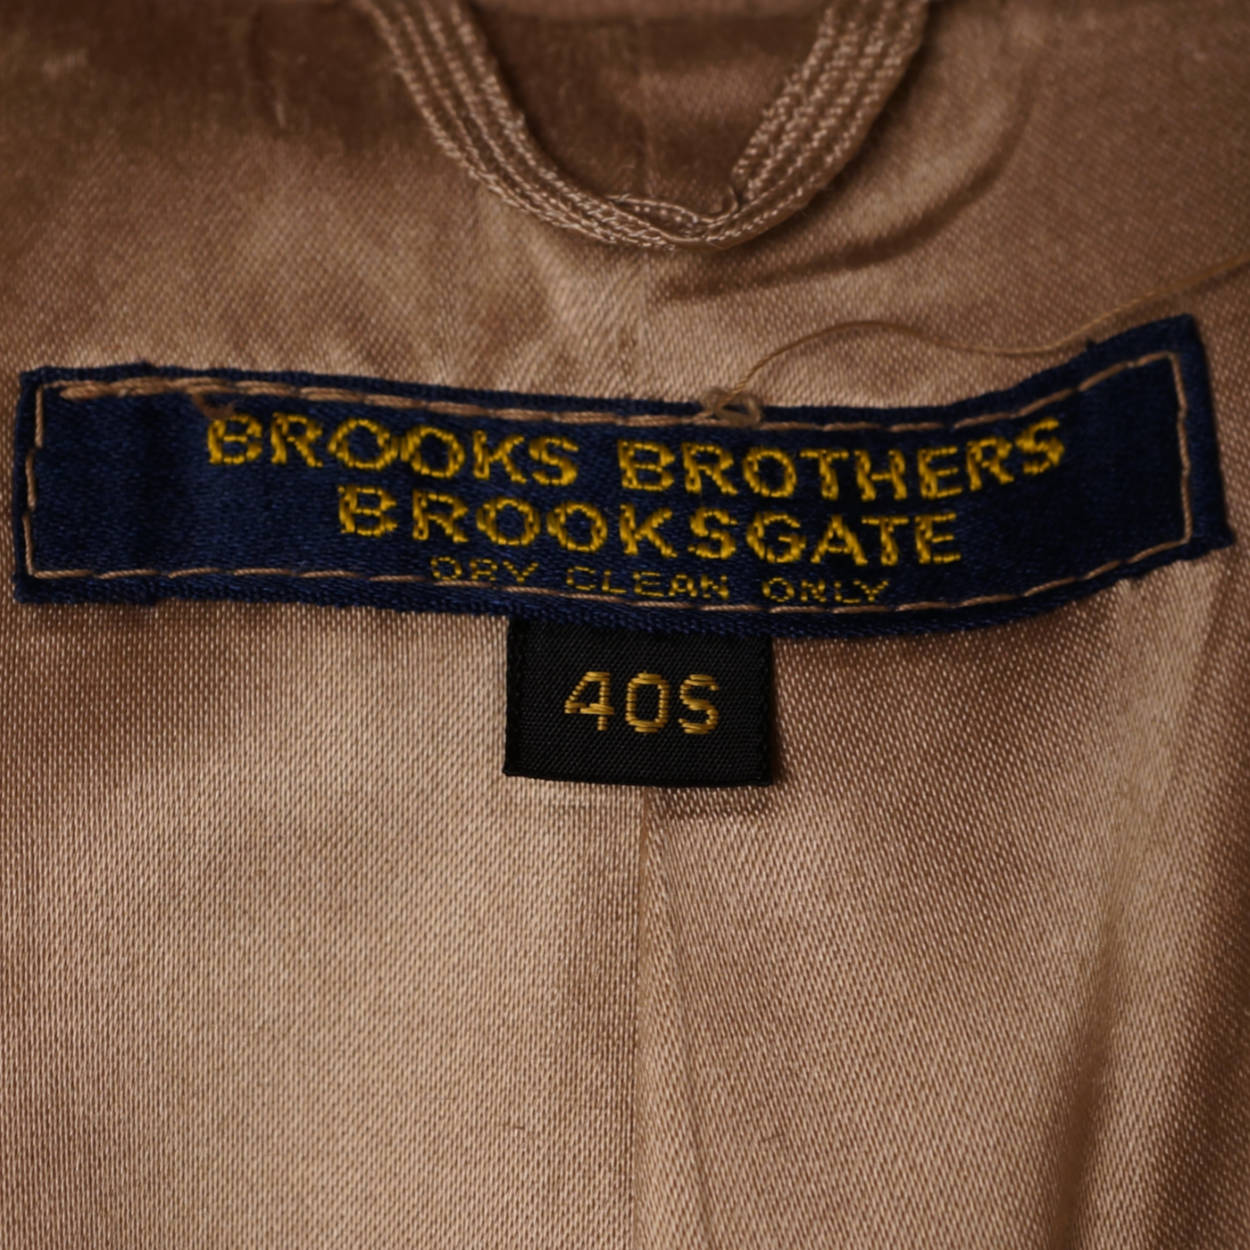 BROOKS BROTHERS
BROOKSGATE
DRY CLEAN ONLY
40S